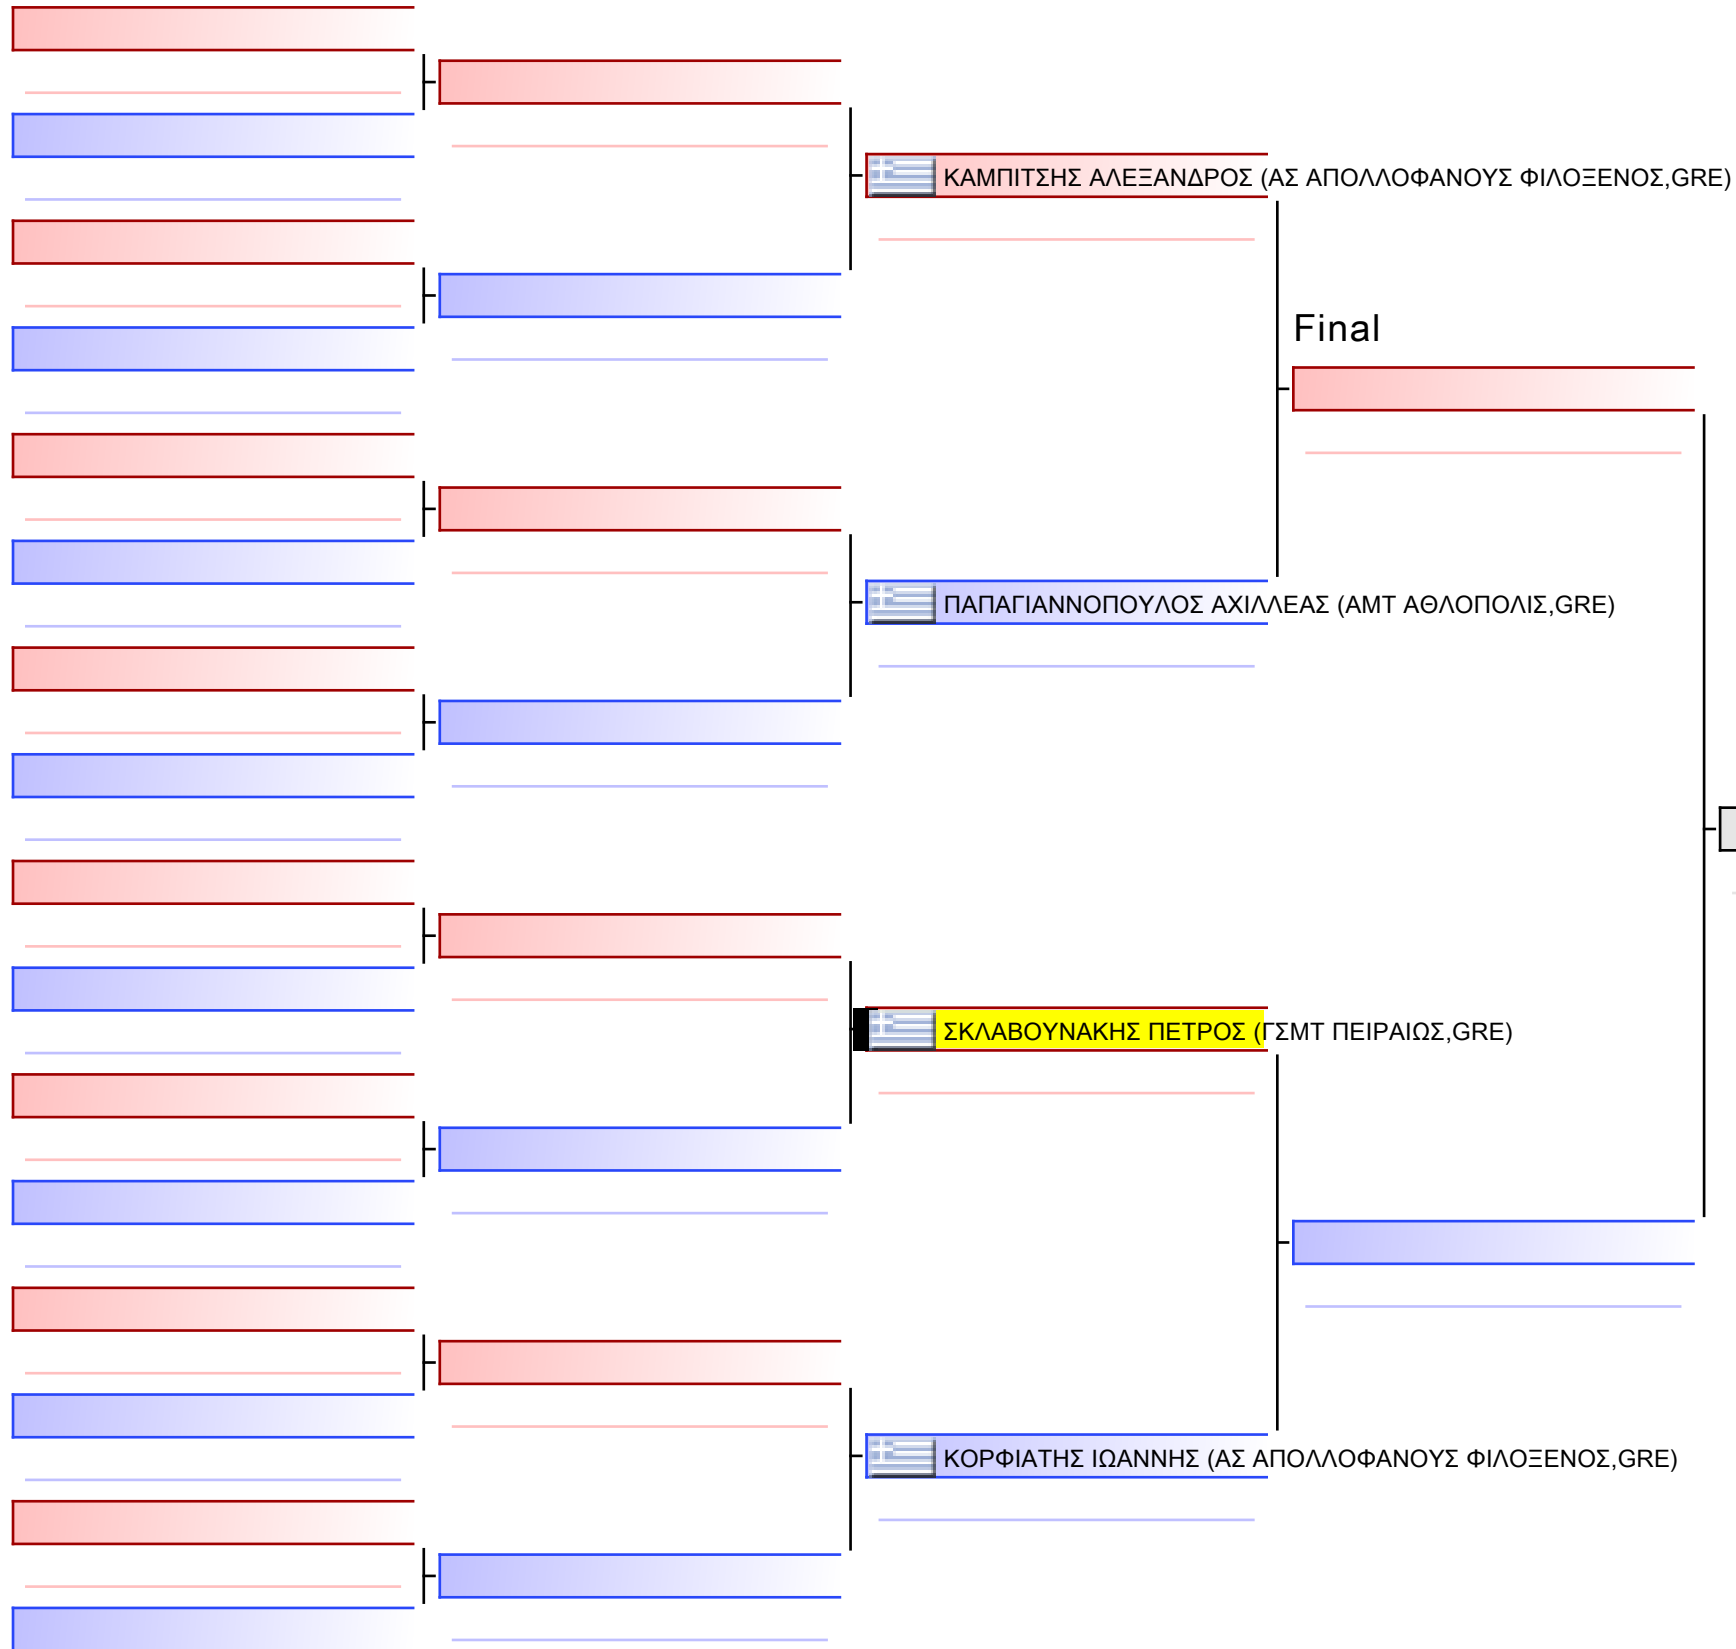 ΚΑΜΠΙΤΣΗΣ ΑΛΕΞΑΝΔΡΟΣ (ΑΣ ΑΠΟΛΛΟΦΑΝΟΥΣ ΦΙΛΟΞΕΝΟΣ,GRE)
Final
ΠΑΠΑΓΙΑΝΝΟΠΟΥΛΟΣ ΑΧΙΛΛΕΑΣ (ΑΜΤ ΑΘΛΟΠΟΛΙΣ,GRE)
ΣΚΛΑΒΟΥΝΑΚΗΣ ΠΕΤΡΟΣ (ΓΣΜΤ ΠΕΙΡΑΙΩΣ,GRE)
ΚΟΡΦΙΑΤΗΣ ΙΩΑΝΝΗΣ (ΑΣ ΑΠΟΛΛΟΦΑΝΟΥΣ ΦΙΛΟΞΕΝΟΣ,GRE)